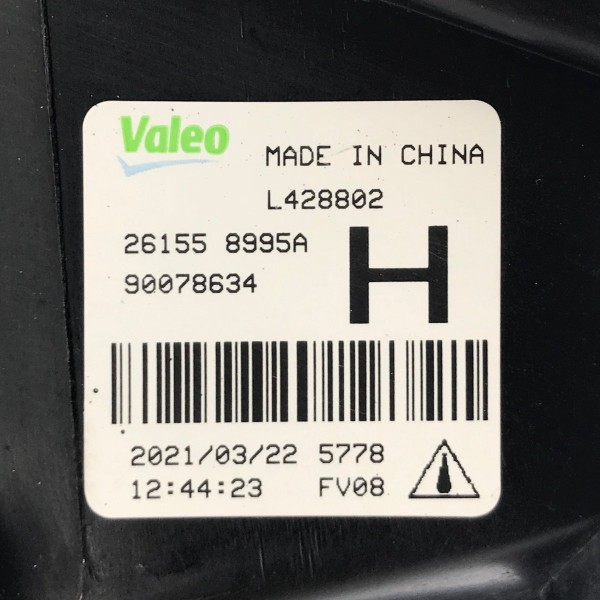 Valeo
MADE IN CHINA
L428802
26155 8995A
90078634
H
2021/03/22 5778
12:44:23 FV08